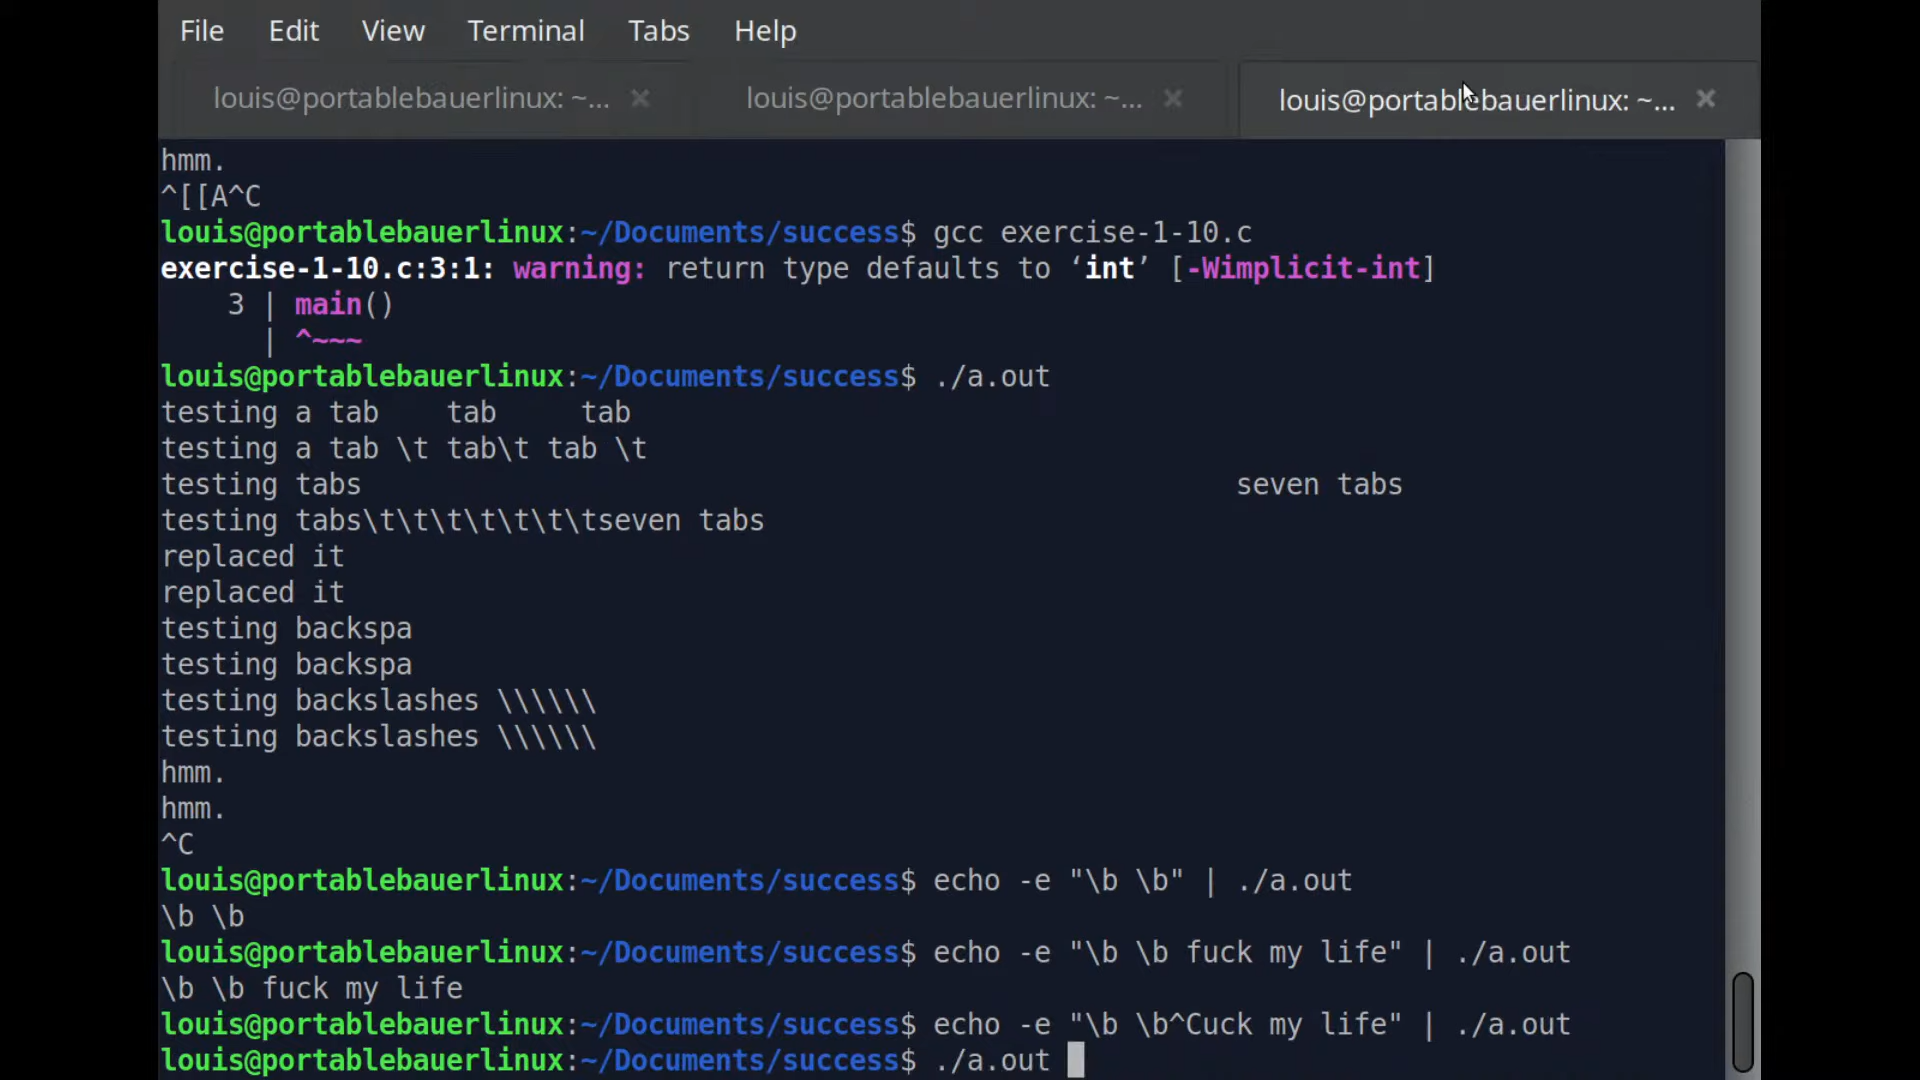 File Edit View Terminal Tabs Help
louis@portablebauerlinux: ~... × louis@portablebauerlinux: ~... × louis@portablebauerlinux: ~... ×
hmm.
^[[A^C
louis@portablebauerlinux:~/Documents/success$ gcc exercise-1-10.c
exercise-1-10.c:3:1: warning: return type defaults to ‘int’ [-Wimplicit-int]
    3 | main()
      | ^~~~
louis@portablebauerlinux:~/Documents/success$ ./a.out
testing a tab    tab     tab
testing a tab \t tab\t tab \t
testing tabs                                                    seven tabs
testing tabs\t\t\t\t\t\t\tseven tabs
replaced it
replaced it
testing backspa
testing backspa
testing backslashes \\\\\\
testing backslashes \\\\\\
hmm.
hmm.
^C
louis@portablebauerlinux:~/Documents/success$ echo -e "\b \b" | ./a.out
\b \b
louis@portablebauerlinux:~/Documents/success$ echo -e "\b \b fuck my life" | ./a.out
\b \b fuck my life
louis@portablebauerlinux:~/Documents/success$ echo -e "\b \b^Cuck my life" | ./a.out
louis@portablebauerlinux:~/Documents/success$ ./a.out